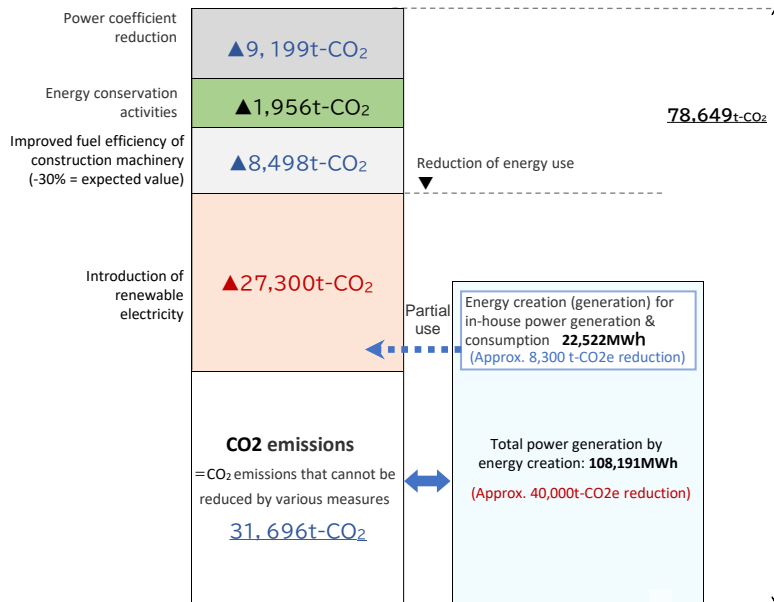 Power coefficient
reduction
▲9,199t-CO₂
Energy conservation
activities
▲1,956t-CO₂
78.649t-CO₂
Improved fuel efficiency of
construction machinery
(-30% = expected value)
▲8,498t-CO₂
Reduction of energy use
▼
Introduction of
renewable
electricity
▲27,300t-CO₂
Partial
use
Energy creation (generation) for
in-house power generation &
consumption 22,522MWh
(Approx. 8,300 t-CO2e reduction)
CO2 emissions
=CO₂ emissions that cannot be
reduced by various measures
31,696t-CO₂
Total power generation by
energy creation: 108,191MWh
(Approx. 40,000t-CO2e reduction)